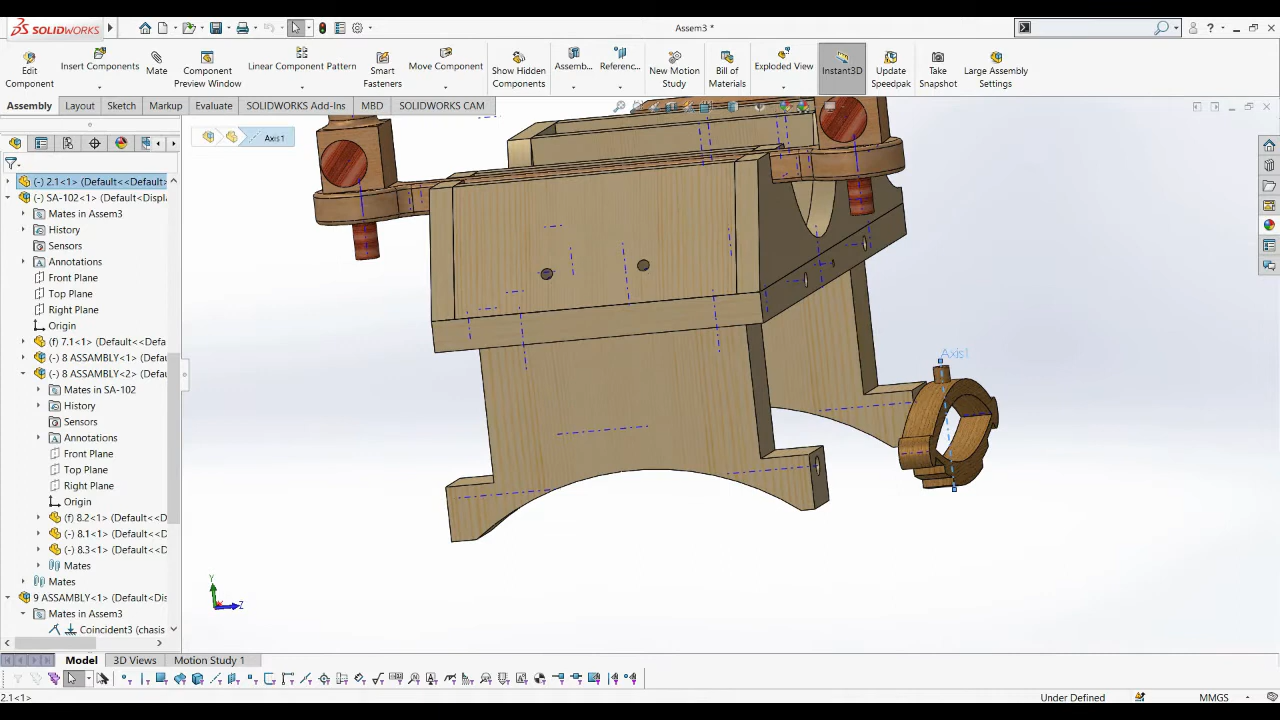 SOLIDWORKS
Assem3 *
Edit Component
Insert Components
Mate
Component Preview Window
Linear Component Pattern
Smart Fasteners
Move Component
Show Hidden Components
Assemb...
Referenc...
New Motion Study
Bill of Materials
Exploded View
Instant3D
Update Speedpak
Take Snapshot
Large Assembly Settings
Assembly
Layout
Sketch
Markup
Evaluate
SOLIDWORKS Add-Ins
MBD
SOLIDWORKS CAM
Axis1
(-) 2.1<1> (Default<<Default>
(-) SA-102<1> (Default<Displ
Mates in Assem3
History
Sensors
Annotations
Front Plane
Top Plane
Right Plane
Origin
(f) 7.1<1> (Default<<Defa
(-) 8 ASSEMBLY<1> (Defau
(-) 8 ASSEMBLY<2> (Defau
Mates in SA-102
History
Sensors
Annotations
Front Plane
Top Plane
Right Plane
Origin
(f) 8.2<1> (Default<<D
(-) 8.1<1> (Default<<D
(-) 8.3<1> (Default<<D
Mates
Mates
9 ASSEMBLY<1> (Default<Dis
Mates in Assem3
Coincident3 (chasis
Axis1
Y
Z
Model
3D Views
Motion Study 1
2.1<1>
Under Defined
MMGS